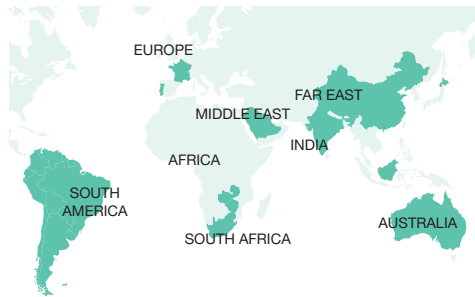 EUROPE
FAR EAST
MIDDLE EAST
INDIA
AFRICA
SOUTH
AMERICA
AUSTRALIA
SOUTH AFRICA